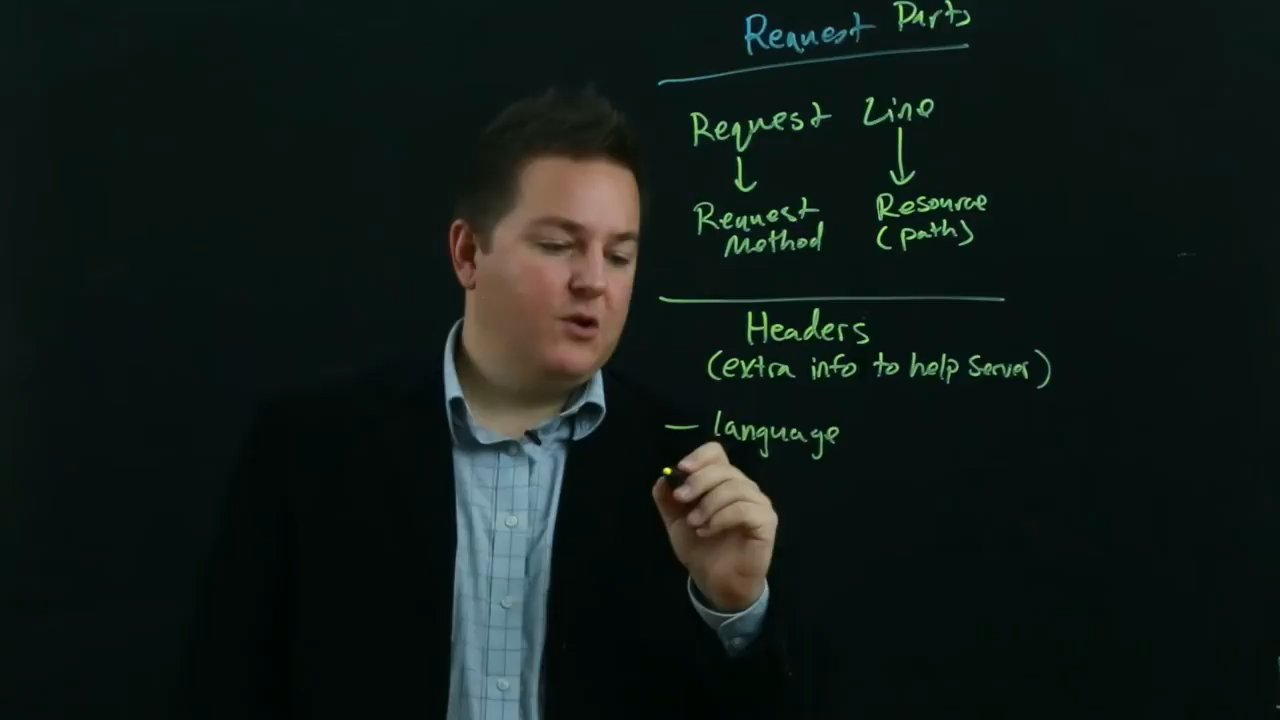 Request Parts
Request Line
Request Method
Resource (path)
Headers
(extra info to help server)
— language